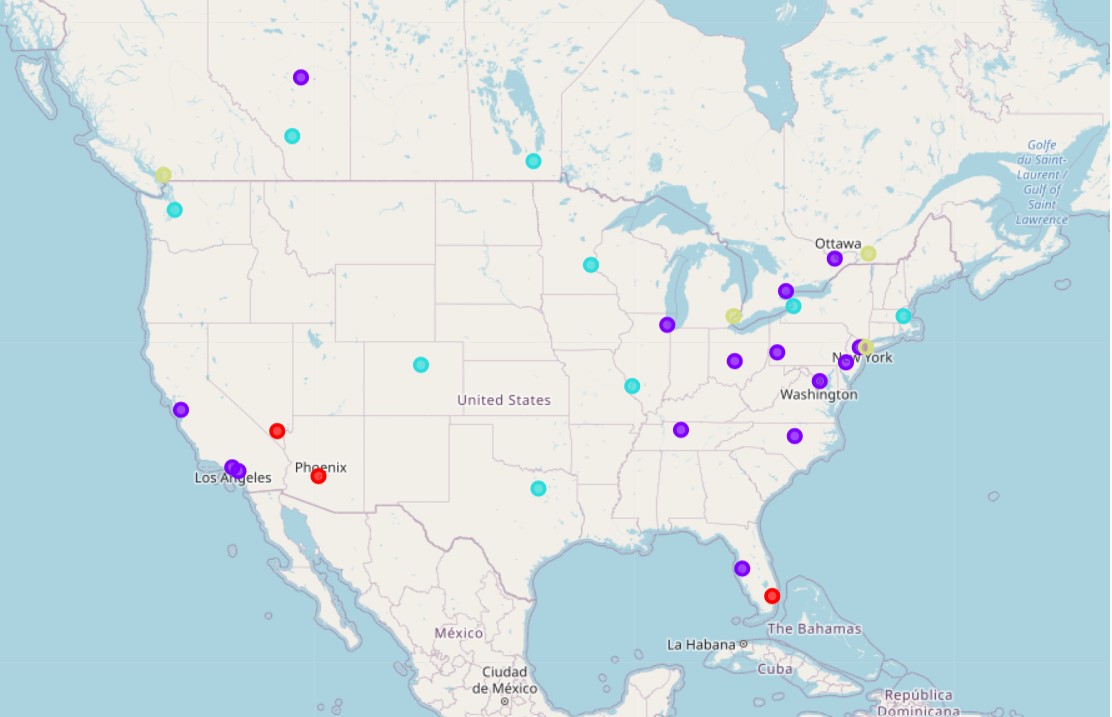 Golfe
du Saint-
Laurent /
Gulf of
Saint
Lawrence
Ottawa
New York
Washington
United States
Phoenix
Los Angeles
The Bahamas
México
La Habana
Cuba
Ciudad
de México
República
Dominicana